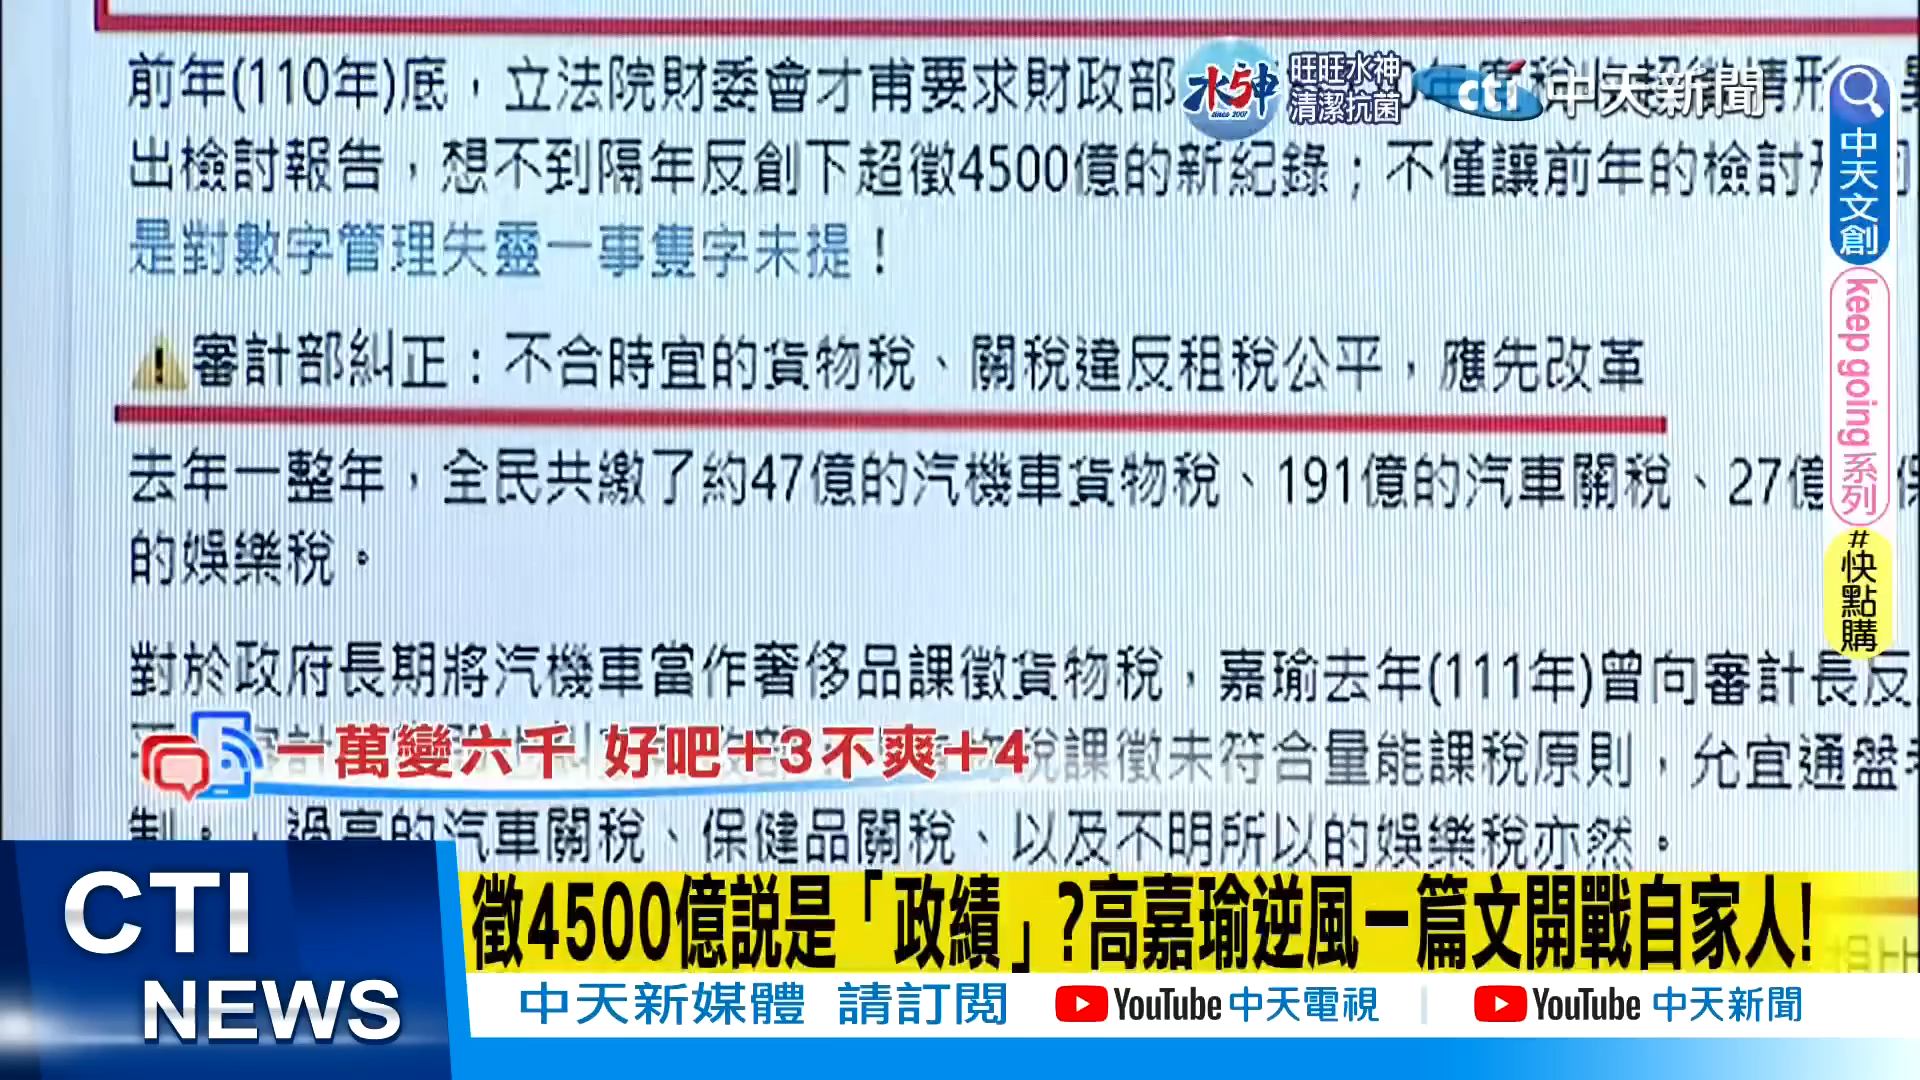 前年(110年)底，立法院財委會才甫要求財政部
出檢討報告，想不到隔年反創下超徵4500億的新紀錄；不僅讓前年的檢討
是對數字管理失靈一事隻字未提！
審計部糾正：不合時宜的貨物稅、關稅違反租稅公平，應先改革
去年一整年，全民共繳了約47億的汽機車貨物稅、191億的汽車關稅、27億
的娛樂稅。
對於政府長期將汽機車當作奢侈品課徵貨物稅，嘉瑜去年(111年)曾向審計長反
稅課徵未符合量能課稅原則，允宜通盤
過高的汽車關稅、保健品關稅、以及不明所以的娛樂稅亦然。
水神
since 2007
旺旺水神
清潔抗菌
cti 中天新聞
中天文創
keep going系列
#快點購
一萬變六千 好吧+3不爽+4
CTI
NEWS
徵4500億説是「政績」?高嘉瑜逆風一篇文開戰自家人!
中天新媒體 請訂閱 YouTube 中天電視 | YouTube 中天新聞